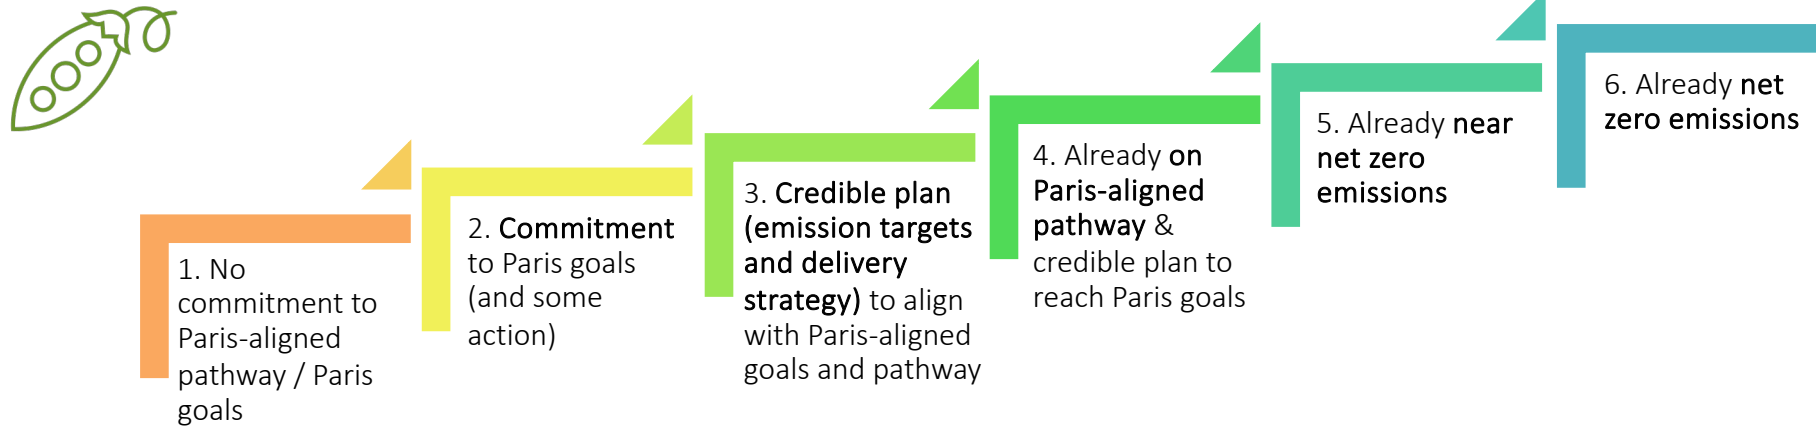 1. No
commitment to
Paris-aligned
pathway / Paris
goals
2. Commitment
to Paris goals
(and some
action)
3. Credible plan
(emission targets
and delivery
strategy) to align
with Paris-aligned
goals and pathway
4. Already on
Paris-aligned
pathway &
credible plan to
reach Paris goals
5. Already near
net zero
emissions
6. Already net
zero emissions